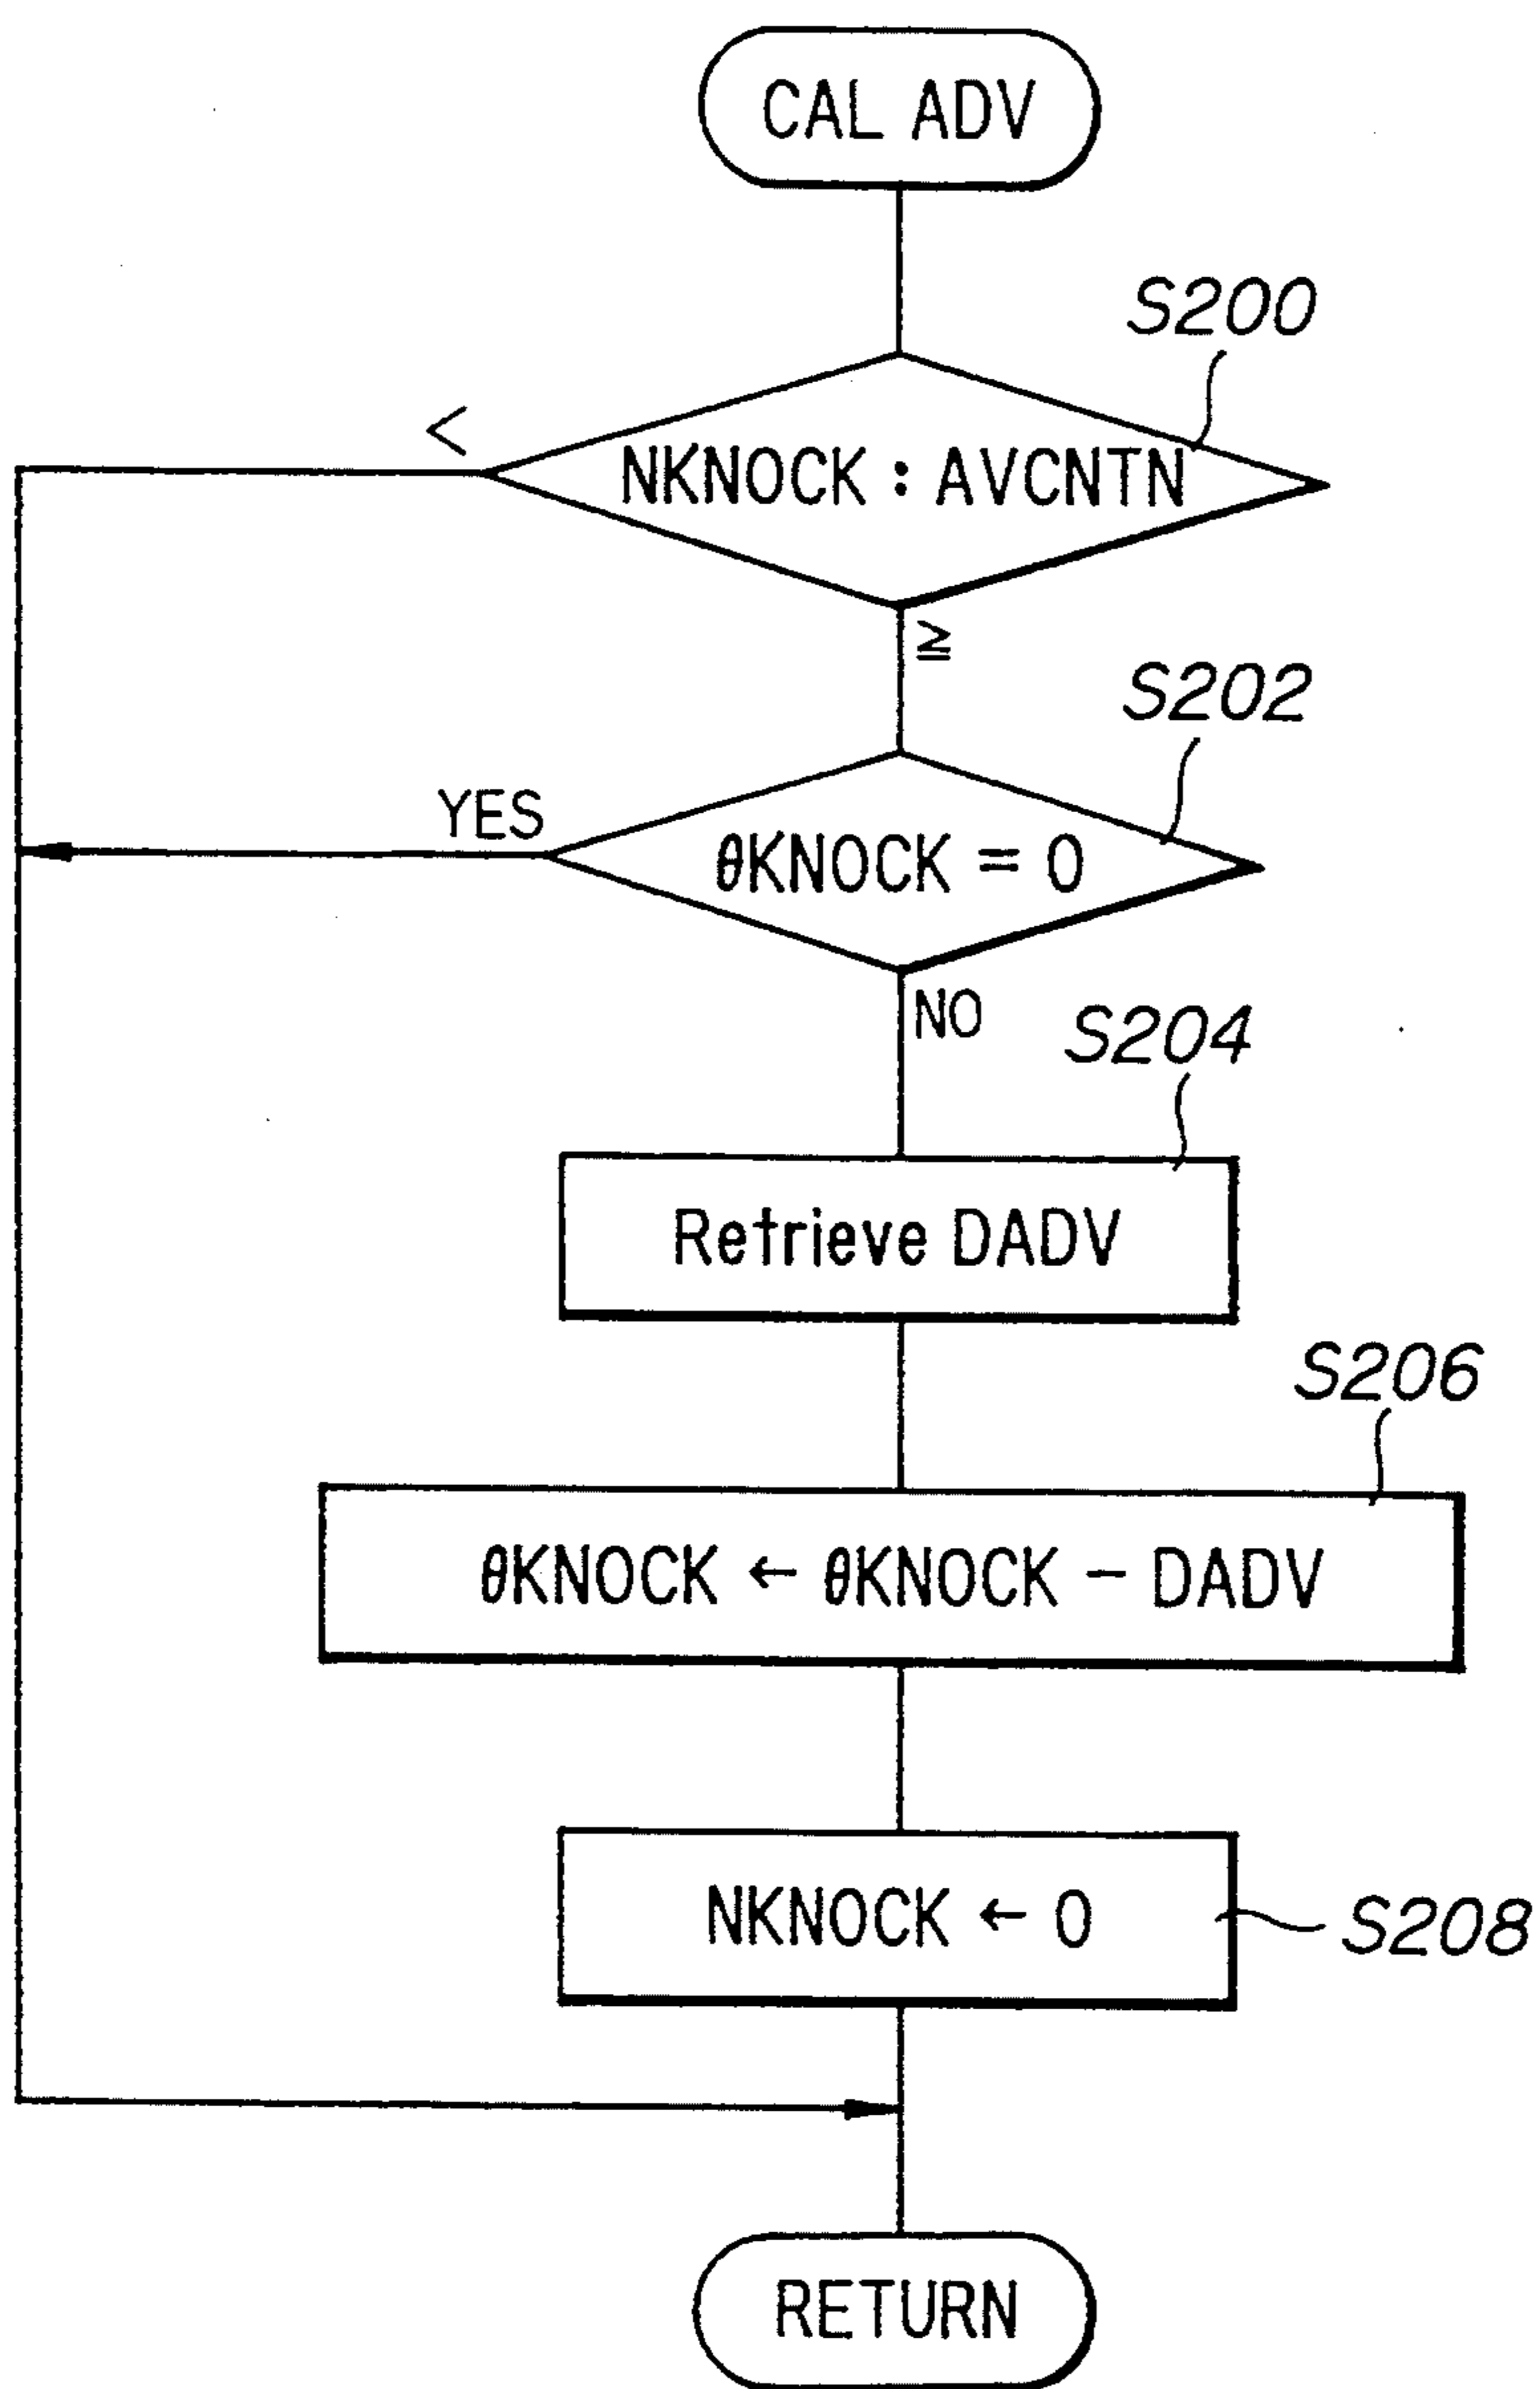 CAL ADV
S200
<
NKNOCK : AVCNTN
≧
S202
YES
θKNOCK = 0
NO
S204
Retrieve DADV
S206
θKNOCK ← θKNOCK − DADV
NKNOCK ← 0
S208
RETURN